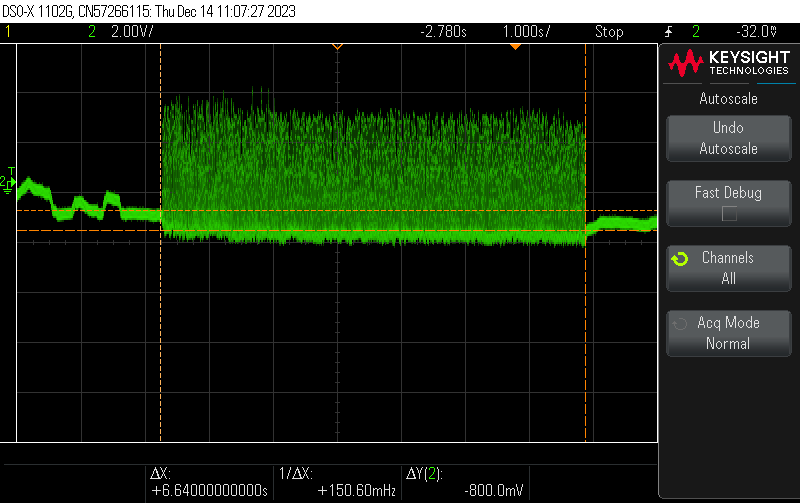 DSO-X 1102G, CN57266115: Thu Dec 14 11:07:27 2023
1 2 2.00V/ -2.780s 1.000s/ Stop 2 -32.0V
KEYSIGHT
TECHNOLOGIES
Autoscale
Undo
Autoscale
Fast Debug
Channels
All
Acq Mode
Normal
T
2
ΔX: 1/ΔX: ΔY(2):
+6.64000000000s +150.60mHz -800.0mV